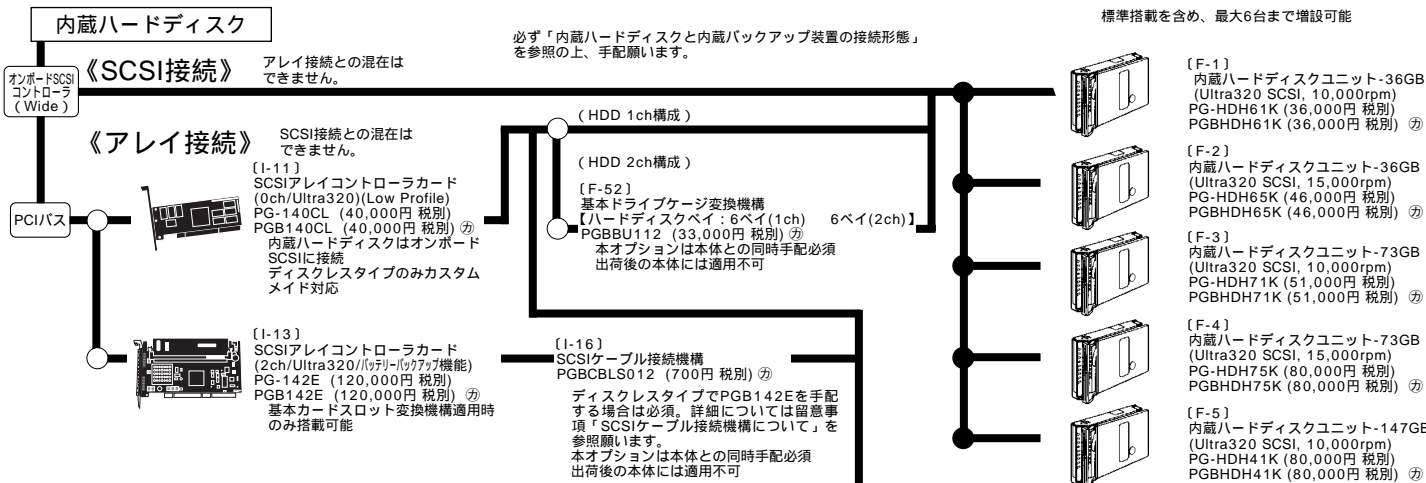 内蔵ハードディスク
標準搭載を含め、最大6台まで増設可能
必ず「内蔵ハードディスクと内蔵バックアップ装置の接続形態」
を参照の上、手配願います。
オンボードSCSI
コントローラ
(Wide)
《SCSI接続》
アレイ接続との混在は
できません。
《アレイ接続》
SCSI接続との混在は
できません。
PCIバス
〔I-11〕
SCSIアレイコントローラカード
(0ch/Ultra320)(Low Profile)
PG-140CL (40,000円 税別)
PGB140CL (40,000円 税別) ㋕
内蔵ハードディスクはオンボード
SCSIに接続
ディスクレスタイプのみカスタム
メイド対応
〔I-13〕
SCSIアレイコントローラカード
(2ch/Ultra320/バッテリーバックアップ機能)
PG-142E (120,000円 税別)
PGB142E (120,000円 税別) ㋕
基本カードスロット変換機構適用時
のみ搭載可能
(HDD 1ch構成)
(HDD 2ch構成)
〔F-52〕
基本ドライブケージ変換機構
【ハードディスクベイ:6ベイ(1ch) 6ベイ(2ch)】
PGBBU112 (33,000円 税別) ㋕
本オプションは本体との同時手配必須
出荷後の本体には適用不可
〔I-16〕
SCSIケーブル接続機構
PGBCBLS012 (700円 税別) ㋕
ディスクレスタイプでPGB142Eを手配
する場合は必須。詳細については留意事
項「SCSIケーブル接続機構について」を
参照願います。
本オプションは本体との同時手配必須
出荷後の本体には適用不可
〔F-1〕
内蔵ハードディスクユニット-36GB
(Ultra320 SCSI, 10,000rpm)
PG-HDH61K (36,000円 税別)
PGBHDH61K (36,000円 税別) ㋕
〔F-2〕
内蔵ハードディスクユニット-36GB
(Ultra320 SCSI, 15,000rpm)
PG-HDH65K (46,000円 税別)
PGBHDH65K (46,000円 税別) ㋕
〔F-3〕
内蔵ハードディスクユニット-73GB
(Ultra320 SCSI, 10,000rpm)
PG-HDH71K (51,000円 税別)
PGBHDH71K (51,000円 税別) ㋕
〔F-4〕
内蔵ハードディスクユニット-73GB
(Ultra320 SCSI, 15,000rpm)
PG-HDH75K (80,000円 税別)
PGBHDH75K (80,000円 税別) ㋕
〔F-5〕
内蔵ハードディスクユニット-147GB
(Ultra320 SCSI, 10,000rpm)
PG-HDH41K (80,000円 税別)
PGBHDH41K (80,000円 税別) ㋕